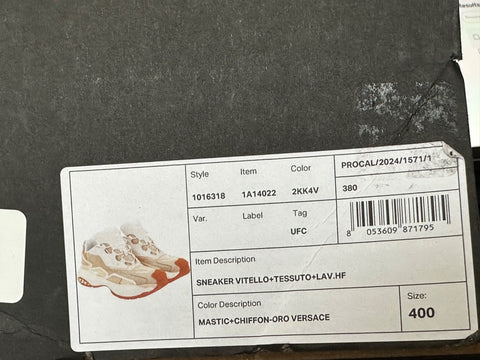 Results
Style Item Color PROCAL/2024/1571/1
1016318 1A14022 2KK4V 380
Var. Label Tag
UFC
8 053609 871795
Item Description
SNEAKER VITELLO+TESSUTO+LAV.HF
Color Description Size:
MASTIC+CHIFFON-ORO VERSACE 400